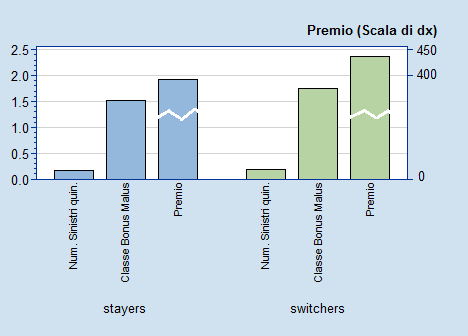 Premio (Scala di dx)
2.5
2.0
1.5
1.0
0.5
0.0
450
400
0
Num. Sinistri quin.
Classe Bonus Malus
Premio
Num. Sinistri quin.
Classe Bonus Malus
Premio
stayers
switchers